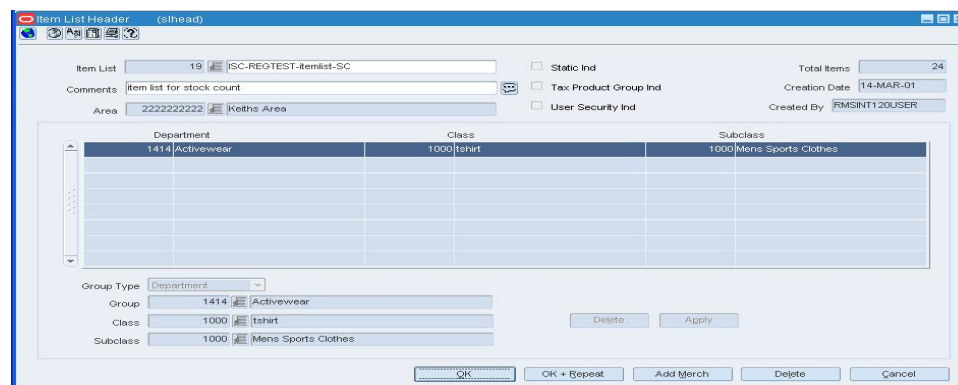 Item List Header (slhead)
Item List 19 ISC-REGTEST-itemlist-SC Static Ind Total Items 24
Comments item list for stock count Tax Product Group Ind Creation Date 14-MAR-01
Area 2222222222 Keiths Area User Security Ind Created By RMSINT120USER
Department Class Subclass
1414 Activewear 1000 tshirt 1000 Mens Sports Clothes
Group Type Department
Group 1414 Activewear
Class 1000 tshirt Delete Apply
Subclass 1000 Mens Sports Clothes
OK OK + Repeat Add Merch Delete Cancel